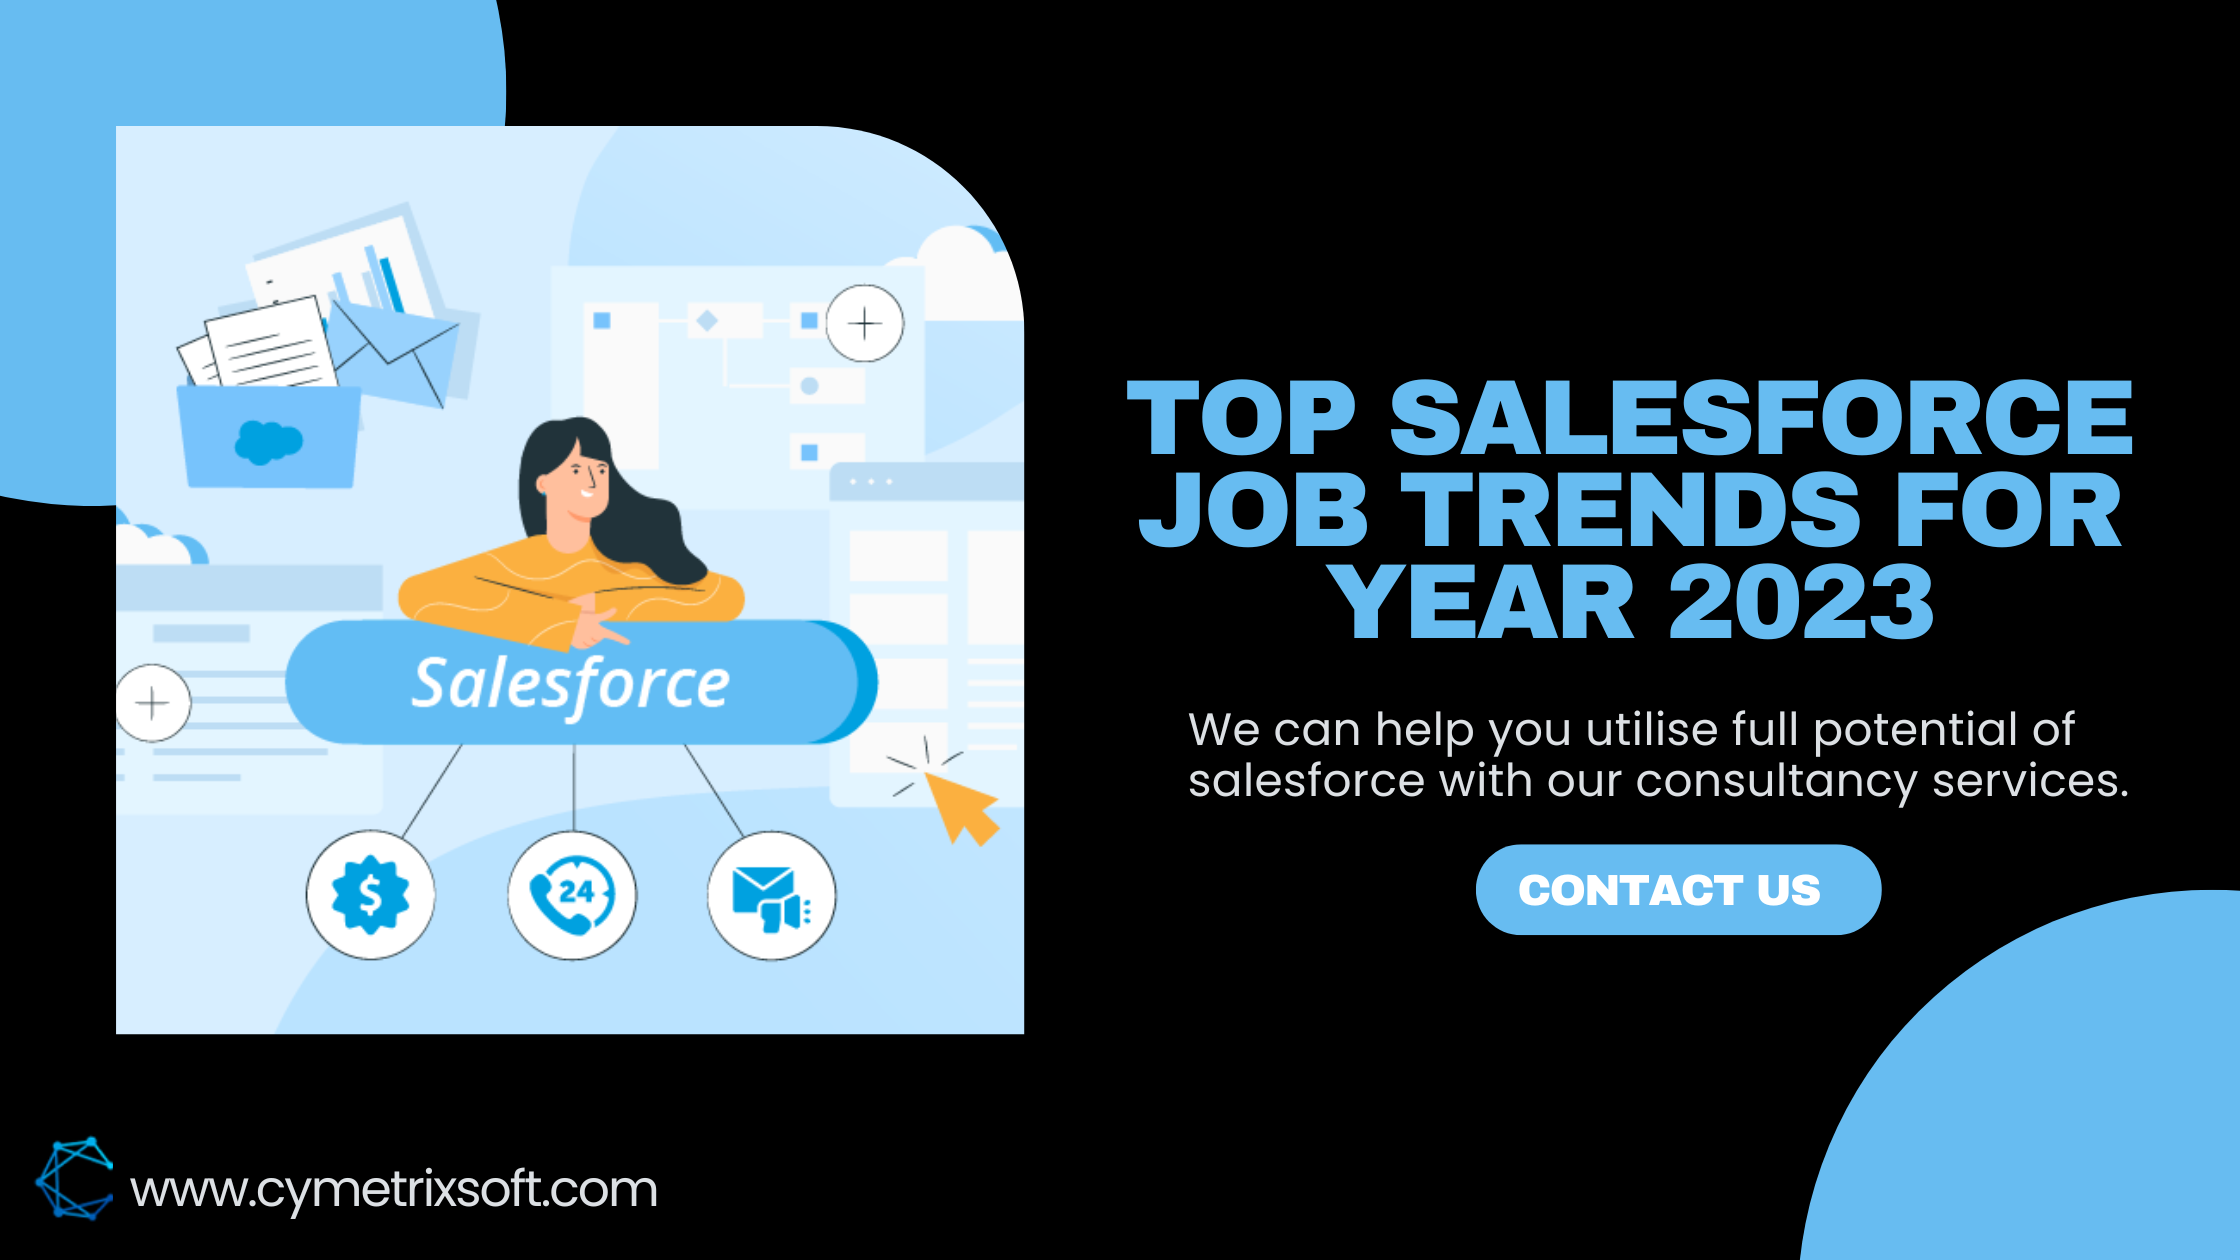 TOP SALESFORCE
JOB TRENDS FOR
YEAR 2023
We can help you utilise full potential of
salesforce with our consultancy services.
CONTACT US
Salesforce
$
24
www.cymetrixsoft.com